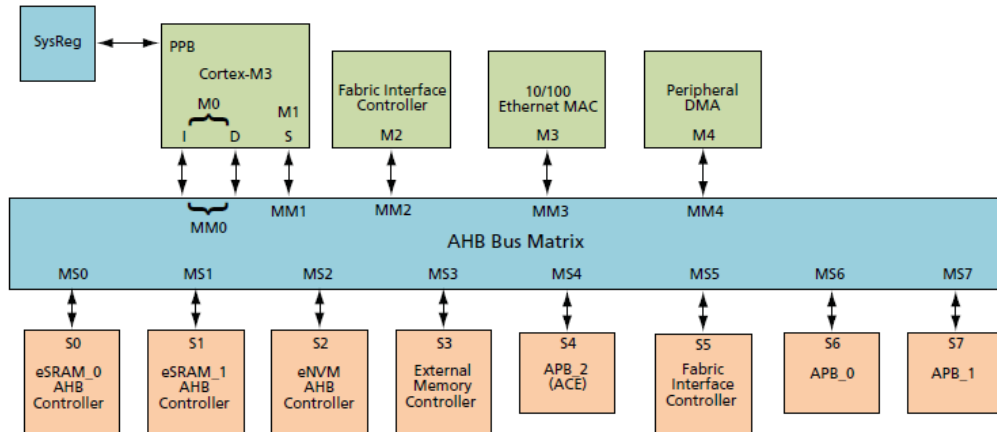 SysReg
PPB
Cortex-M3
M0
M1
I
D
S
Fabric Interface
Controller
M2
10/100
Ethernet MAC
M3
Peripheral
DMA
M4
MM0
MM1
MM2
MM3
MM4
AHB Bus Matrix
MS0
MS1
MS2
MS3
MS4
MS5
MS6
MS7
S0
eSRAM_0
AHB
Controller
S1
eSRAM_1
AHB
Controller
S2
eNVM
AHB
Controller
S3
External
Memory
Controller
S4
APB_2
(ACE)
S5
Fabric
Interface
Controller
S6
APB_0
S7
APB_1